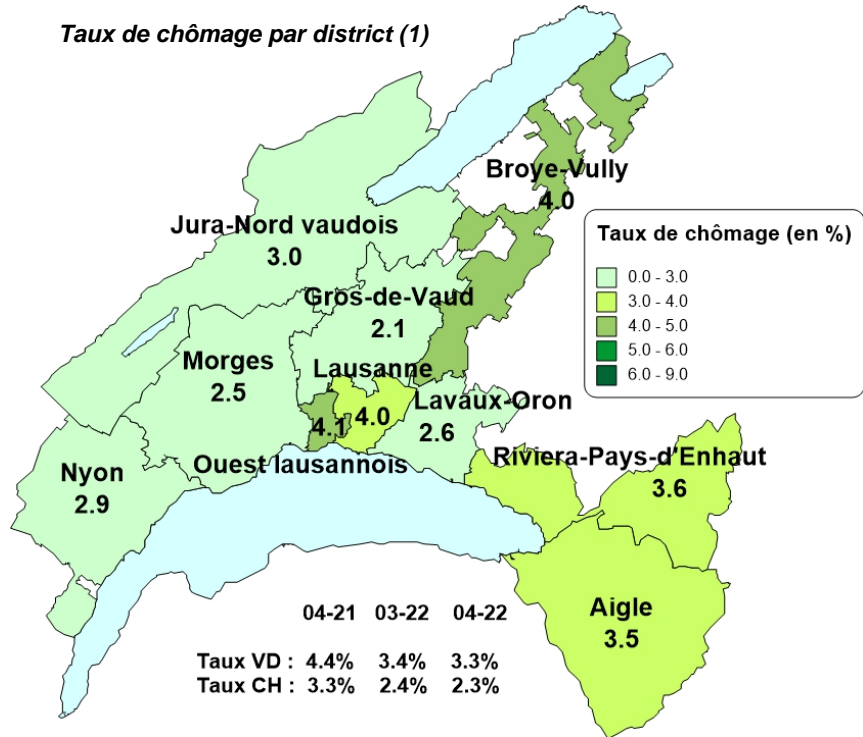 Taux de chômage par district (1)
Broye-Vully
4.0
Jura-Nord vaudois
3.0
Taux de chômage (en %)
0.0 - 3.0
3.0 - 4.0
4.0 - 5.0
5.0 - 6.0
6.0 - 9.0
Gros-de-Vaud
2.1
Morges
2.5
Lausanne
4.0
4.1
Ouest lausannois
Lavaux-Oron
2.6
Riviera-Pays-d'Enhaut
3.6
Nyon
2.9
Aigle
3.5
04-21 03-22 04-22
Taux VD : 4.4% 3.4% 3.3%
Taux CH : 3.3% 2.4% 2.3%